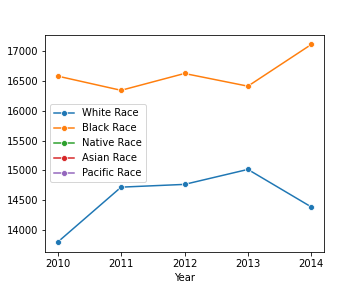 17000
16500
16000
15500
15000
14500
14000
White Race
Black Race
Native Race
Asian Race
Pacific Race
2010 2011 2012 2013 2014
Year